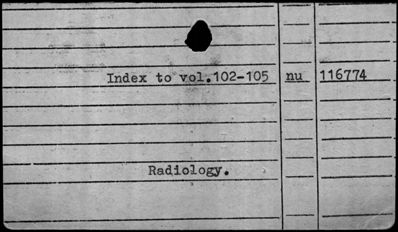 Index to vol.102-105 nu 116774
Radiology.